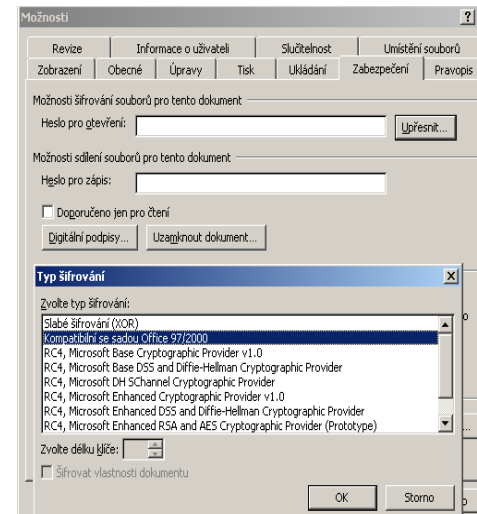 Možnosti ?
Revize Informace o uživateli Slučitelnost Umístění souborů
Zobrazení Obecné Úpravy Tisk Ukládání Zabezpečení Pravopis
Možnosti šifrování souborů pro tento dokument
Heslo pro otevření: Upřesnit...
Možnosti sdílení souborů pro tento dokument
Heslo pro zápis:
Doporučeno jen pro čtení
Digitální podpisy... Uzamknout dokument...
Typ šifrování X
Zvolte typ šifrování:
Slabé šifrování (XOR)
Kompatibilní se sadou Office 97/2000
RC4, Microsoft Base Cryptographic Provider v1.0
RC4, Microsoft Base DSS and Diffie-Hellman Cryptographic Provider
RC4, Microsoft DH SChannel Cryptographic Provider
RC4, Microsoft Enhanced Cryptographic Provider v1.0
RC4, Microsoft Enhanced DSS and Diffie-Hellman Cryptographic Provider
RC4, Microsoft Enhanced RSA and AES Cryptographic Provider (Prototype)
Zvolte délku klíče:
Šifrovat vlastnosti dokumentu
OK Storno